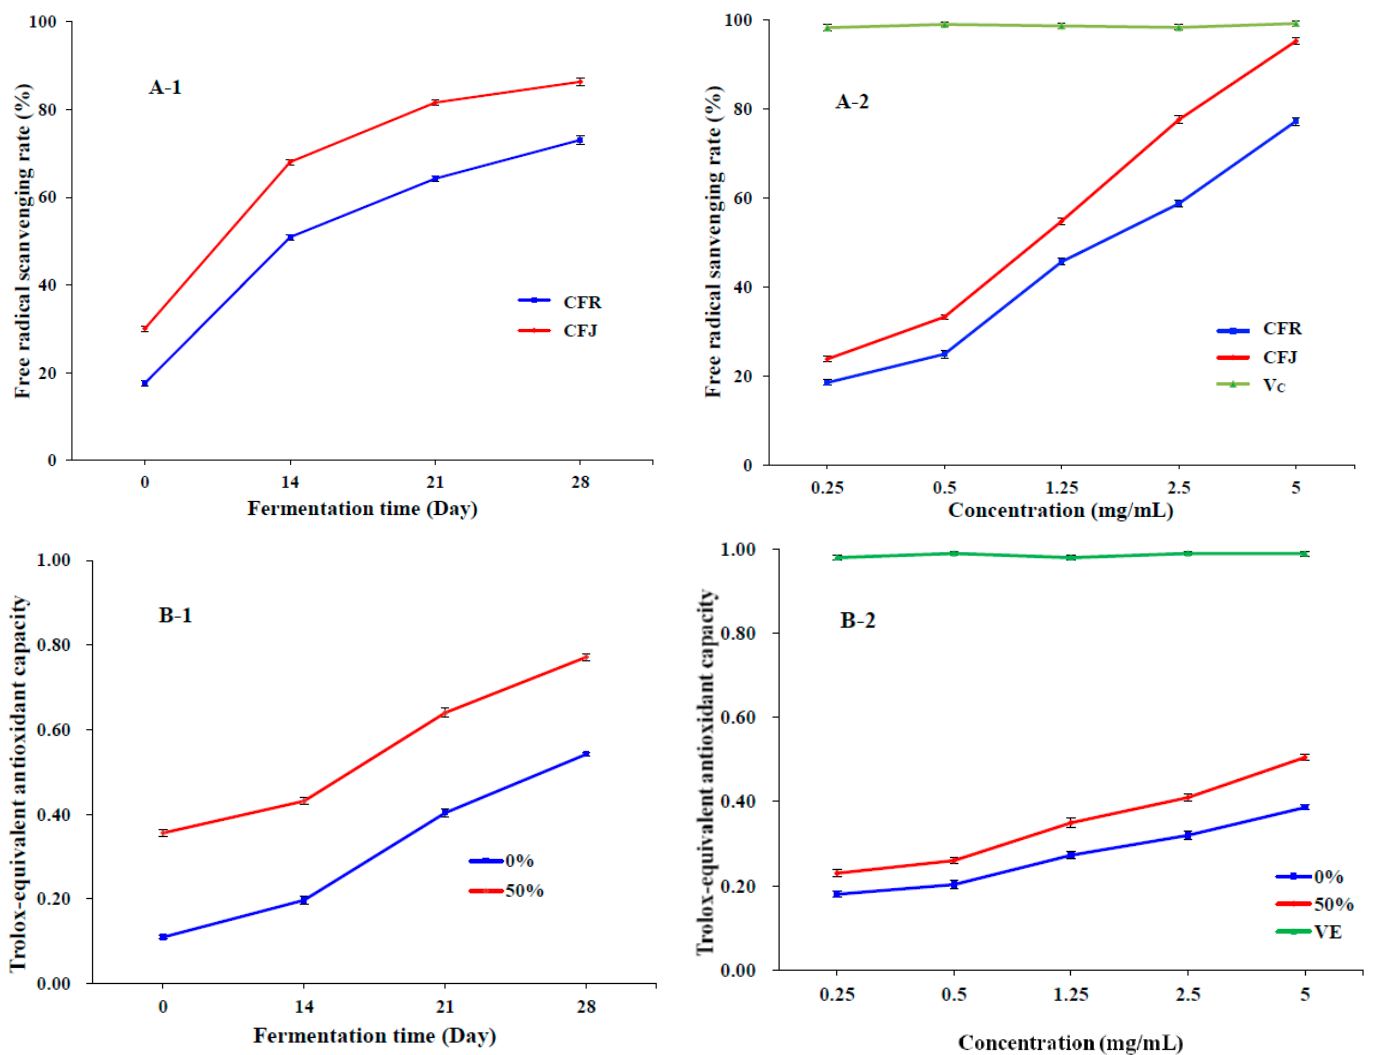 Free radical scanvenging rate (%)
100
80
60
40
20
0
A-1
CFR
CFJ
0 14 21 28
Fermentation time (Day)
Free radical sanvenging rate (%)
100
80
60
40
20
0
A-2
CFR
CFJ
Vc
0.25 0.5 1.25 2.5 5
Concentration (mg/mL)
Trolox-equivalent antioxidant capacity
1.00
0.80
0.60
0.40
0.20
0.00
B-1
0%
50%
0 14 21 28
Fermentation time (Day)
Trolox-equivalent antioxidant capacity
1.00
0.80
0.60
0.40
0.20
0.00
B-2
0%
50%
VE
0.25 0.5 1.25 2.5 5
Concentration (mg/mL)